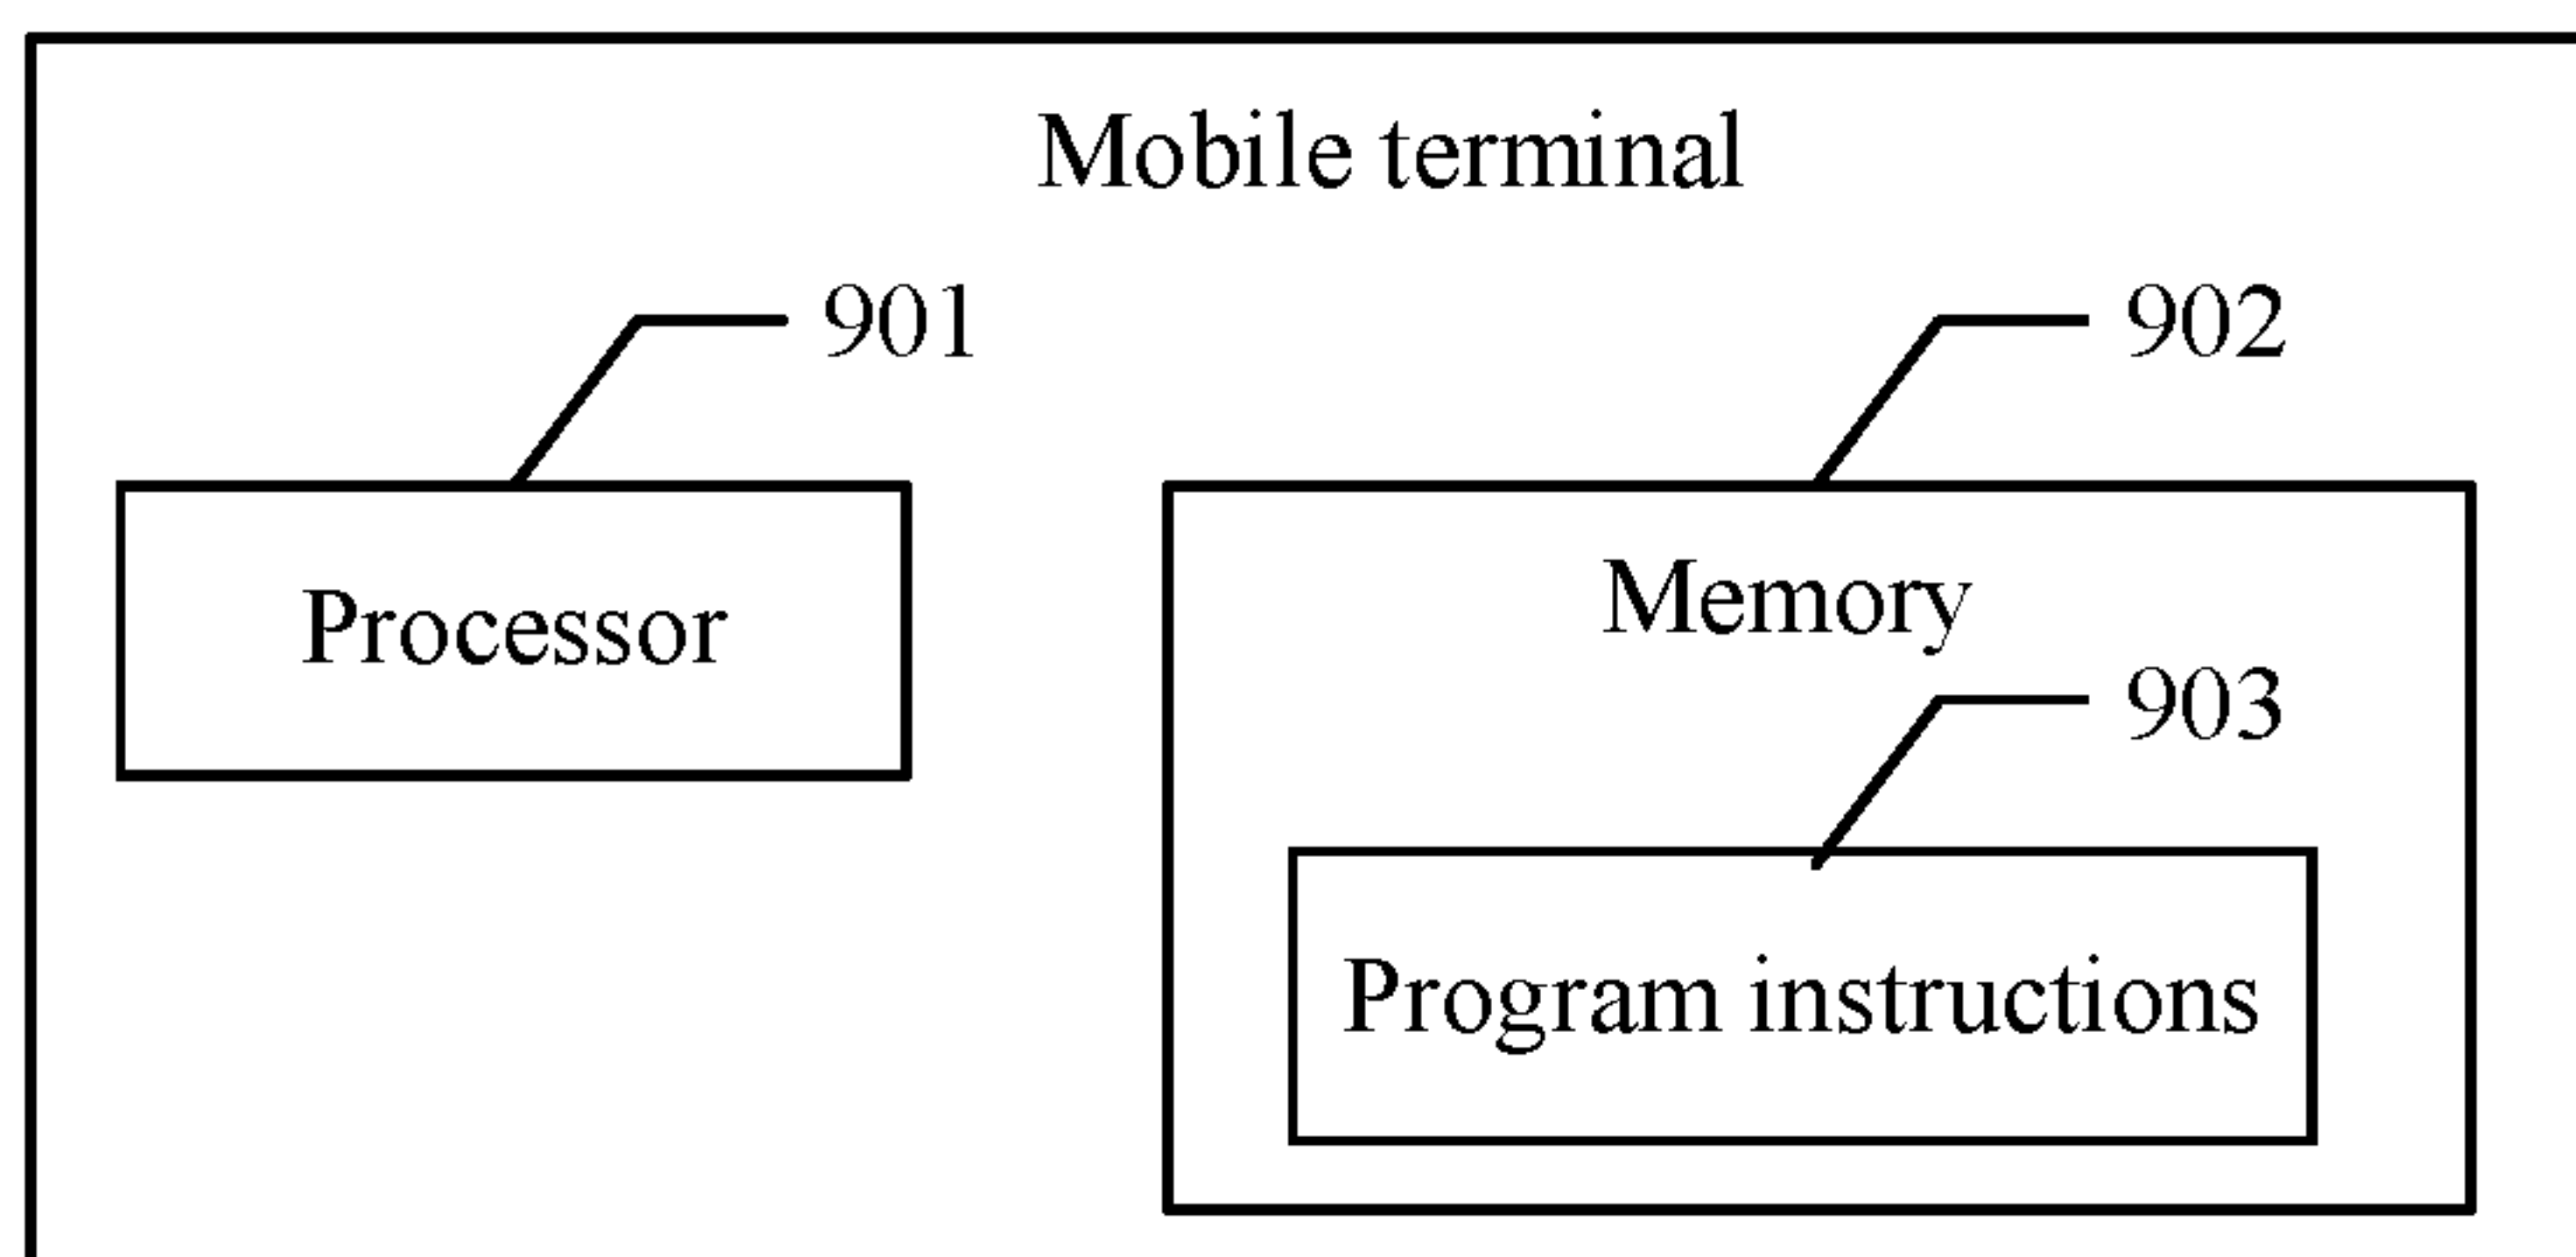 Mobile terminal
901
902
Processor
Memory
903
Program instructions